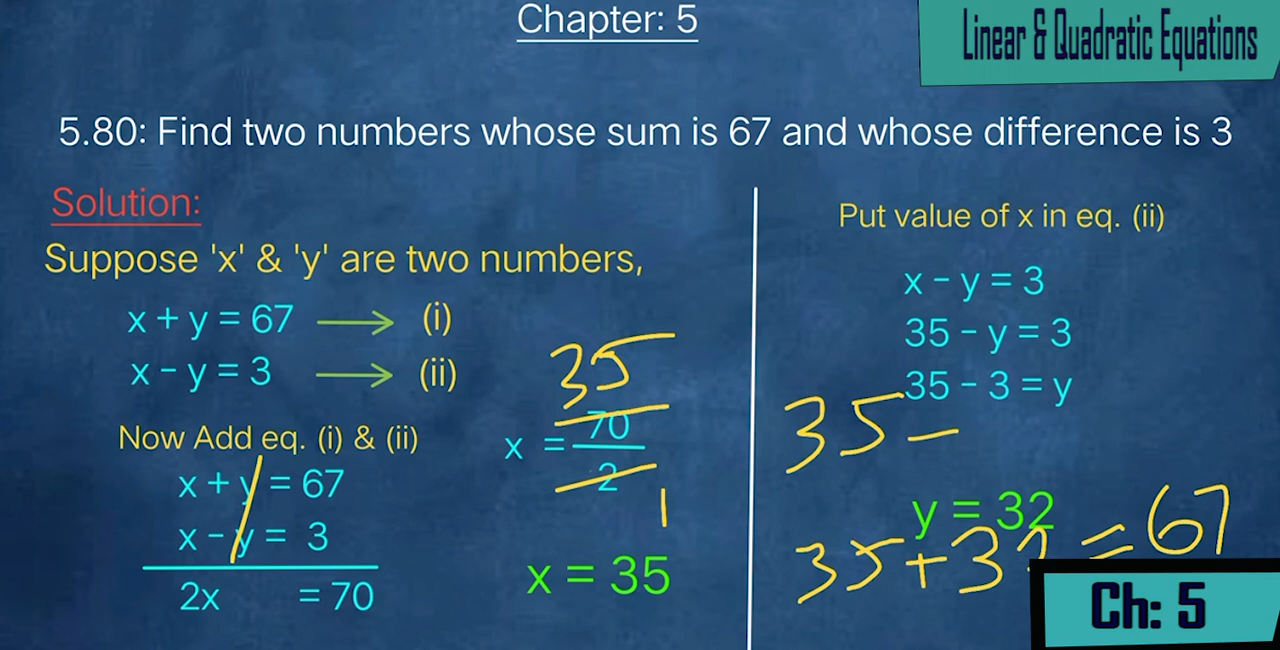 Chapter: 5
Linear & Quadratic Equations
5.80: Find two numbers whose sum is 67 and whose difference is 3
Solution:
Suppose 'x' & 'y' are two numbers,
x + y = 67 → (i)
x - y = 3 → (ii)
Now Add eq. (i) & (ii)
x + y = 67
x - y = 3
2x = 70
35
x = 70
2
1
x = 35
Put value of x in eq. (ii)
x - y = 3
35 - y = 3
35 - 3 = y
35 -
y = 32
35 + 3 = 67
Ch: 5